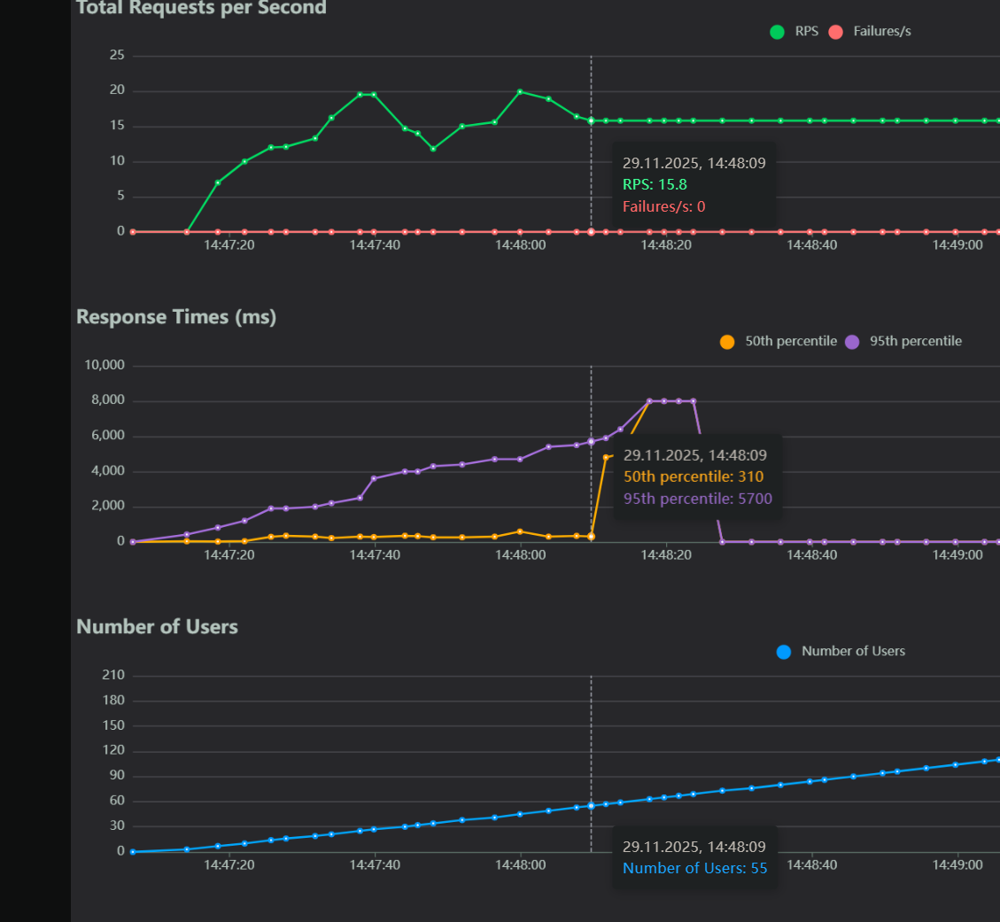 Total Requests per Second
RPS Failures/s
25
20
15
10
5
0
29.11.2025, 14:48:09
RPS: 15.8
Failures/s: 0
14:47:20 14:47:40 14:48:00 14:48:20 14:48:40 14:49:00
Response Times (ms)
50th percentile 95th percentile
10,000
8,000
6,000
4,000
2,000
0
29.11.2025, 14:48:09
50th percentile: 310
95th percentile: 5700
14:47:20 14:47:40 14:48:00 14:48:20 14:48:40 14:49:00
Number of Users
Number of Users
210
180
150
120
90
60
30
0
29.11.2025, 14:48:09
Number of Users: 55
14:47:20 14:47:40 14:48:00 14:48:40 14:49:00